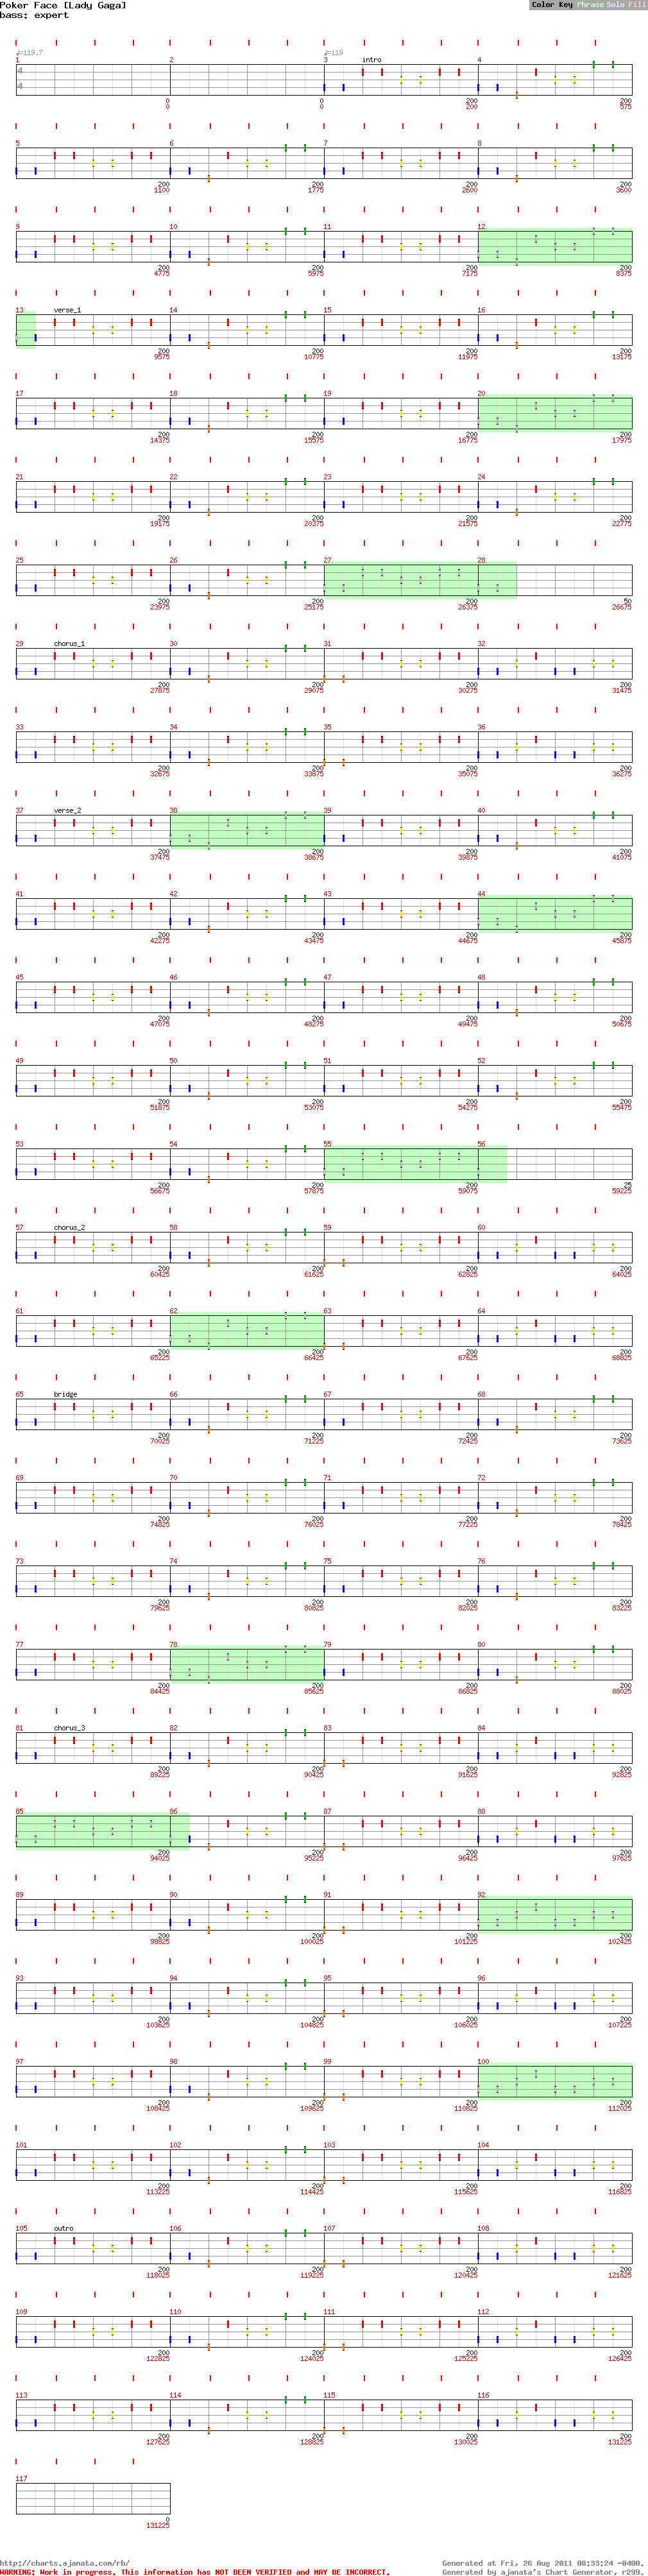 Poker Face [Lady Gaga] Color Key Phrase Solo Fill
bass: expert
♩=119.7 ♩=119
1 2 3 intro 4
4
4
0 0 200 200
0 0 200 575
5 6 7 8
200 200 200 200
1100 1775 2600 3600
9 10 11 12
200 200 200 200
4775 5975 7175 8375
13 verse_1 14 15 16
200 200 200 200
9575 10775 11975 13175
17 18 19 20
200 200 200 200
14375 15575 16775 17975
21 22 23 24
200 200 200 200
19175 20375 21575 22775
25 26 27 28
200 200 200 50
23975 25175 26375 26675
29 chorus_1 30 31 32
200 200 200 200
27875 29075 30275 31475
33 34 35 36
200 200 200 200
32675 33875 35075 36275
37 verse_2 38 39 40
200 200 200 200
37475 38675 39875 41075
41 42 43 44
200 200 200 200
42275 43475 44675 45875
45 46 47 48
200 200 200 200
47075 48275 49475 50675
49 50 51 52
200 200 200 200
51875 53075 54275 55475
53 54 55 56
200 200 200 25
56675 57875 59075 59225
57 chorus_2 58 59 60
200 200 200 200
60425 61625 62825 64025
61 62 63 64
200 200 200 200
65225 66425 67625 68825
65 bridge 66 67 68
200 200 200 200
70025 71225 72425 73625
69 70 71 72
200 200 200 200
74825 76025 77225 78425
73 74 75 76
200 200 200 200
79625 80825 82025 83225
77 78 79 80
200 200 200 200
84425 85625 86825 88025
81 chorus_3 82 83 84
200 200 200 200
89225 90425 91625 92825
85 86 87 88
200 200 200 200
94025 95225 96425 97625
89 90 91 92
200 200 200 200
98825 100025 101225 102425
93 94 95 96
200 200 200 200
103625 104825 106025 107225
97 98 99 100
200 200 200 200
108425 109625 110825 112025
101 102 103 104
200 200 200 200
113225 114425 115625 116825
105 outro 106 107 108
200 200 200 200
118025 119225 120425 121625
109 110 111 112
200 200 200 200
122825 124025 125225 126425
113 114 115 116
200 200 200 200
127625 128825 130025 131225
117
0
131225
http://charts.ajanata.com/rb/ Generated at Fri, 26 Aug 2011 08:33:24 -0400.
WARNING: Work in progress. This information has NOT BEEN VERIFIED and MAY BE INCORRECT. Generated by ajanata's Chart Generator, r299.